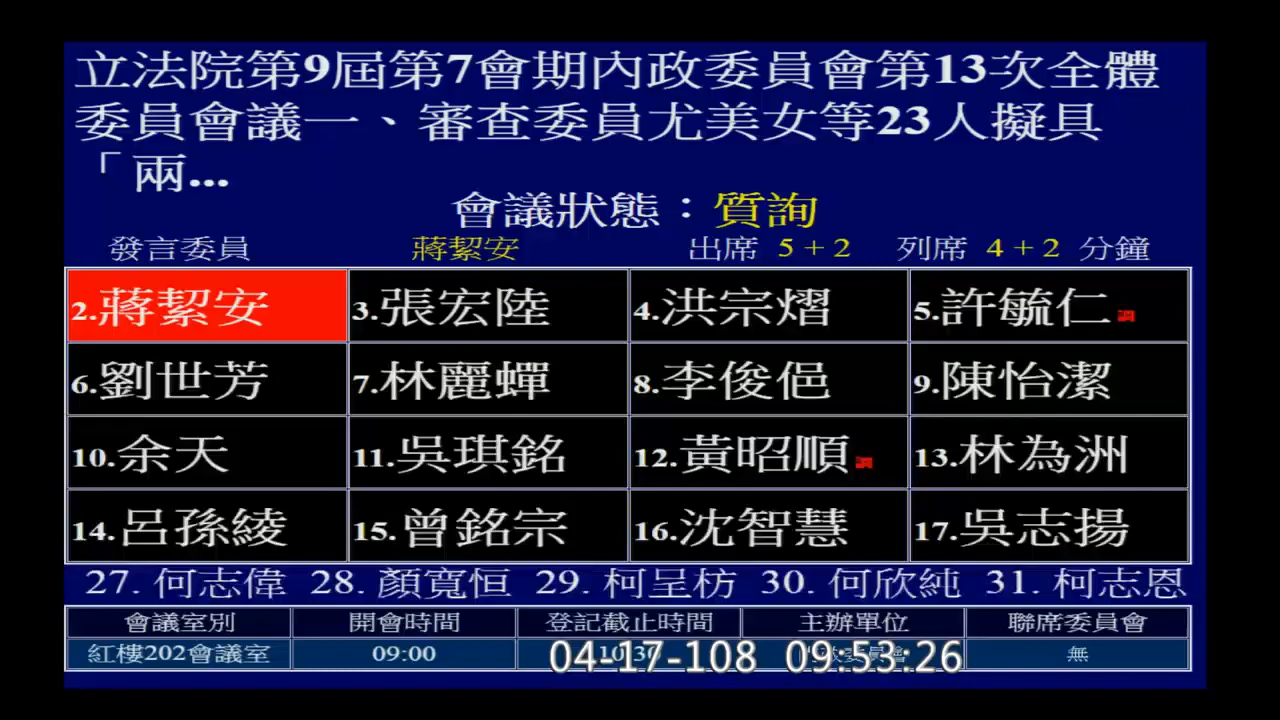 立法院第9屆第7會期內政委員會第13次全體
委員會議一、審查委員尤美女等23人擬具
「兩...
會議狀態：質詢
發言委員 蔣絜安 出席 5 + 2 列席 4 + 2 分鐘
2.蔣絜安 3.張宏陸 4.洪宗熠 5.許毓仁
6.劉世芳 7.林麗蟬 8.李俊俋 9.陳怡潔
10.余天 11.吳琪銘 12.黃昭順 13.林為洲
14.呂孫綾 15.曾銘宗 16.沈智慧 17.吳志揚
27. 何志偉 28. 顏寬恒 29. 柯呈枋 30. 何欣純 31. 柯志恩
會議室別 開會時間 登記截止時間 主辦單位 聯席委員會
紅樓202會議室 09:00 無
04-17-108 09:53:26